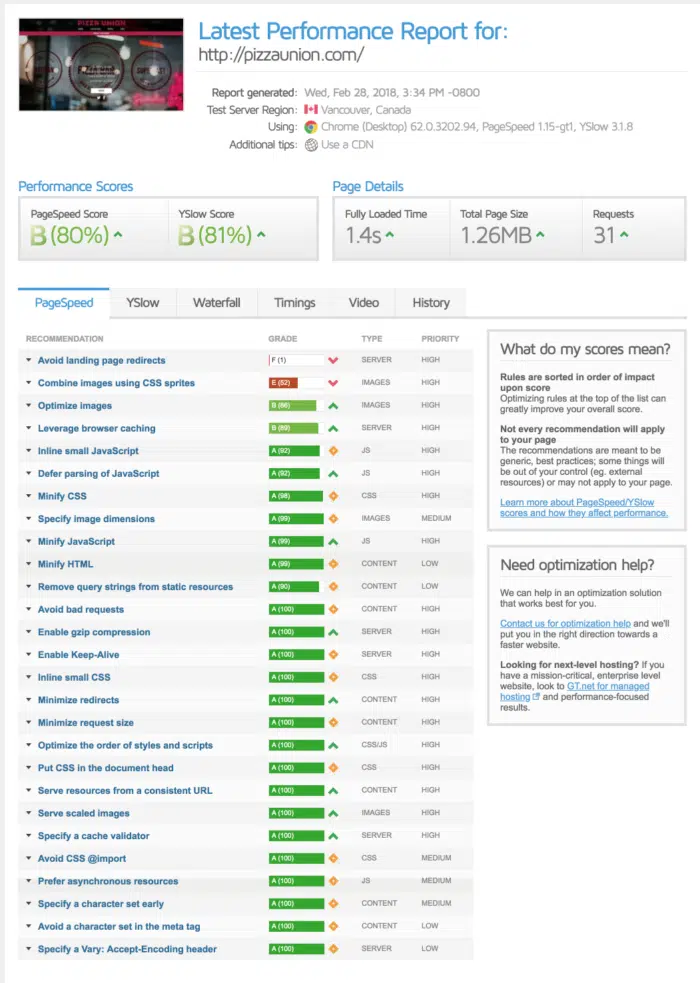 PIZZA UNION
Latest Performance Report for:
http://pizzaunion.com/
Report generated: Wed, Feb 28, 2018, 3:34 PM -0800
Test Server Region: Vancouver, Canada
Using: Chrome (Desktop) 62.0.3202.94, PageSpeed 1.15-gt1, YSlow 3.1.8
Additional tips: Use a CDN
Performance Scores
PageSpeed Score YSlow Score
B (80%) B (81%)
Page Details
Fully Loaded Time Total Page Size Requests
1.4s 1.26MB 31
PageSpeed YSlow Waterfall Timings Video History
RECOMMENDATION GRADE TYPE PRIORITY
Avoid landing page redirects F (1) SERVER HIGH
Combine images using CSS sprites E (52) IMAGES HIGH
Optimize images B (86) IMAGES HIGH
Leverage browser caching B (89) SERVER HIGH
Inline small JavaScript A (92) JS HIGH
Defer parsing of JavaScript A (92) JS HIGH
Minify CSS A (98) CSS HIGH
Specify image dimensions A (99) IMAGES MEDIUM
Minify JavaScript A (99) JS HIGH
Minify HTML A (99) CONTENT LOW
Remove query strings from static resources A (90) CONTENT LOW
Avoid bad requests A (100) CONTENT HIGH
Enable gzip compression A (100) SERVER HIGH
Enable Keep-Alive A (100) SERVER HIGH
Inline small CSS A (100) CSS HIGH
Minimize redirects A (100) CONTENT HIGH
Minimize request size A (100) CONTENT HIGH
Optimize the order of styles and scripts A (100) CSS/JS HIGH
Put CSS in the document head A (100) CSS HIGH
Serve resources from a consistent URL A (100) CONTENT HIGH
Serve scaled images A (100) IMAGES HIGH
Specify a cache validator A (100) SERVER HIGH
Avoid CSS @import A (100) CSS MEDIUM
Prefer asynchronous resources A (100) JS MEDIUM
Specify a character set early A (100) CONTENT MEDIUM
Avoid a character set in the meta tag A (100) CONTENT LOW
Specify a Vary: Accept-Encoding header A (100) SERVER LOW
What do my scores mean?
Rules are sorted in order of impact
upon score
Optimizing rules at the top of the list can
greatly improve your overall score.
Not every recommendation will apply
to your page
The recommendations are meant to be
generic, best practices; some things will
be out of your control (eg. external
resources) or may not apply to your page.
Learn more about PageSpeed/YSlow
scores and how they affect performance.
Need optimization help?
We can help in an optimization solution
that works best for you.
Contact us for optimization help and we'll
put you in the right direction towards a
faster website.
Looking for next-level hosting? If you
have a mission-critical, enterprise level
website, look to GT.net for managed
hosting and performance-focused
results.